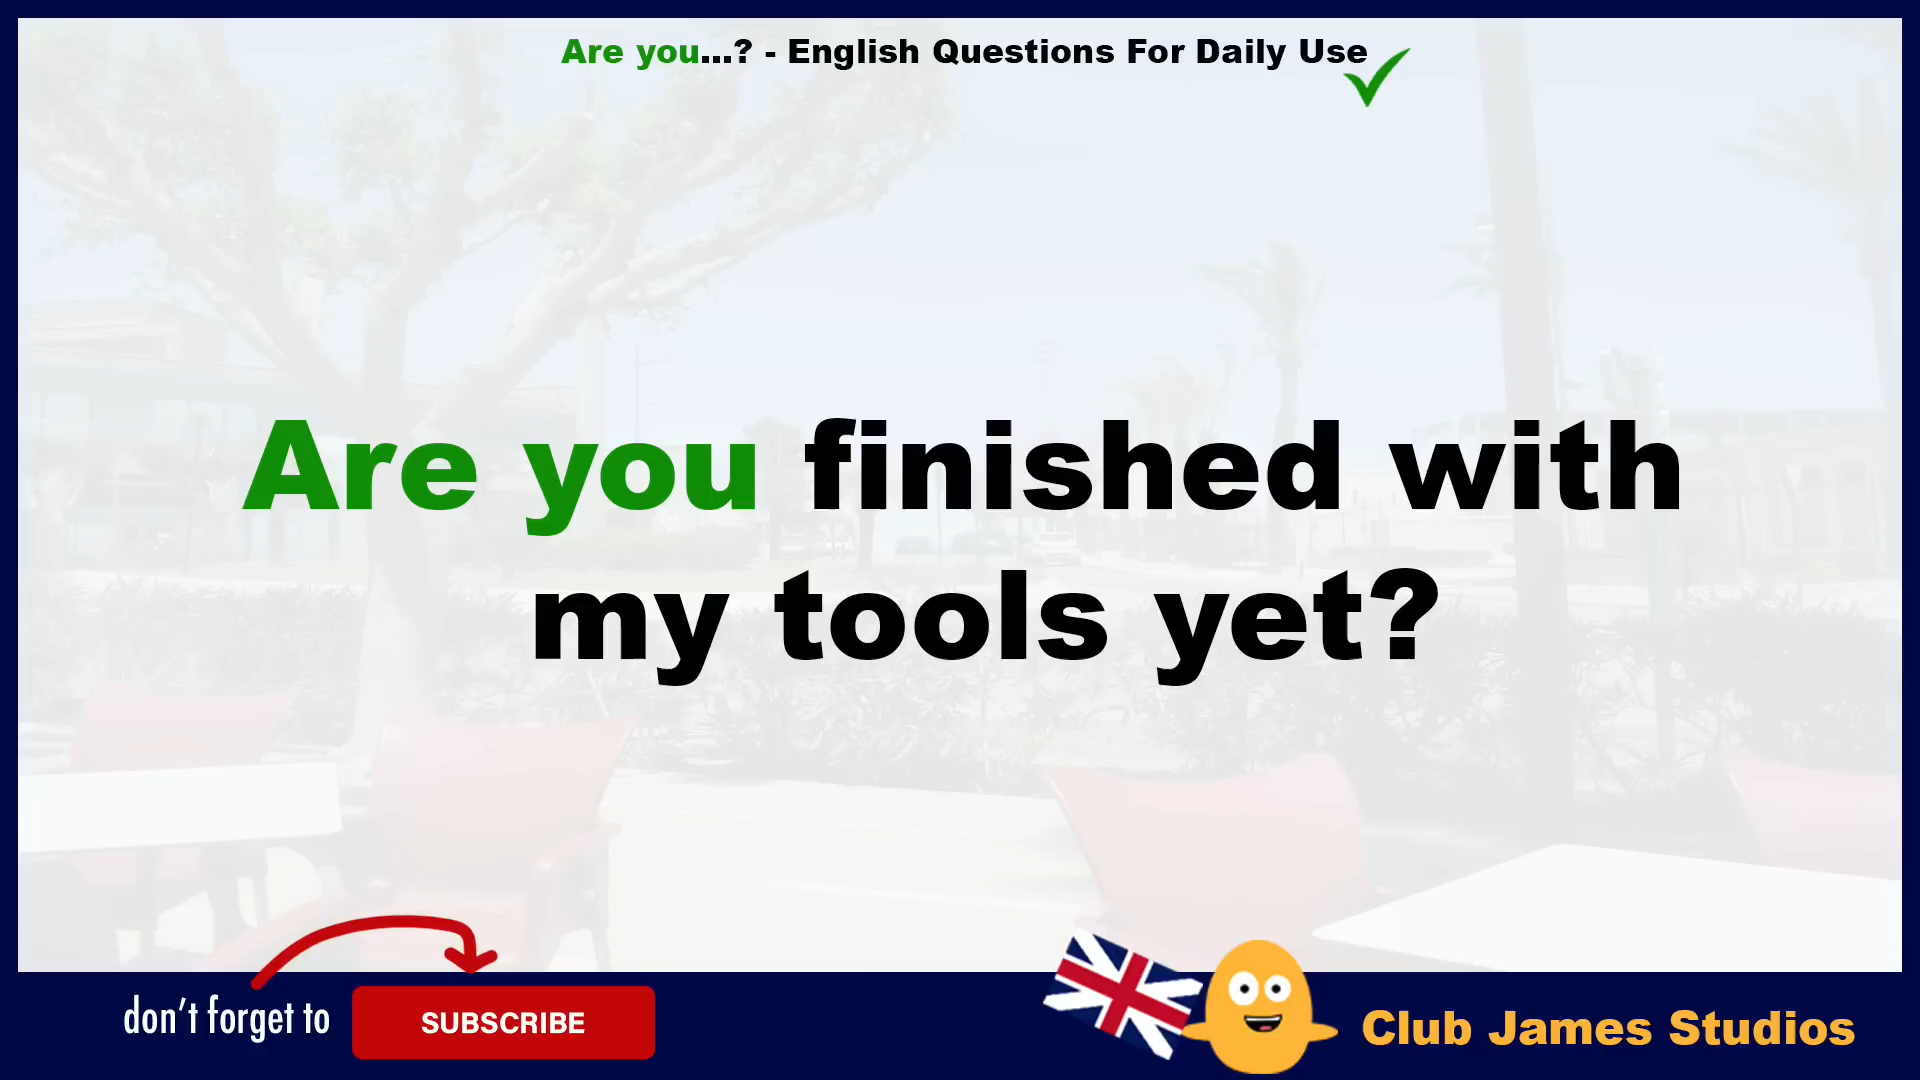 Are you...? - English Questions For Daily Use
Are you finished with
my tools yet?
don't forget to
SUBSCRIBE
Club James Studios